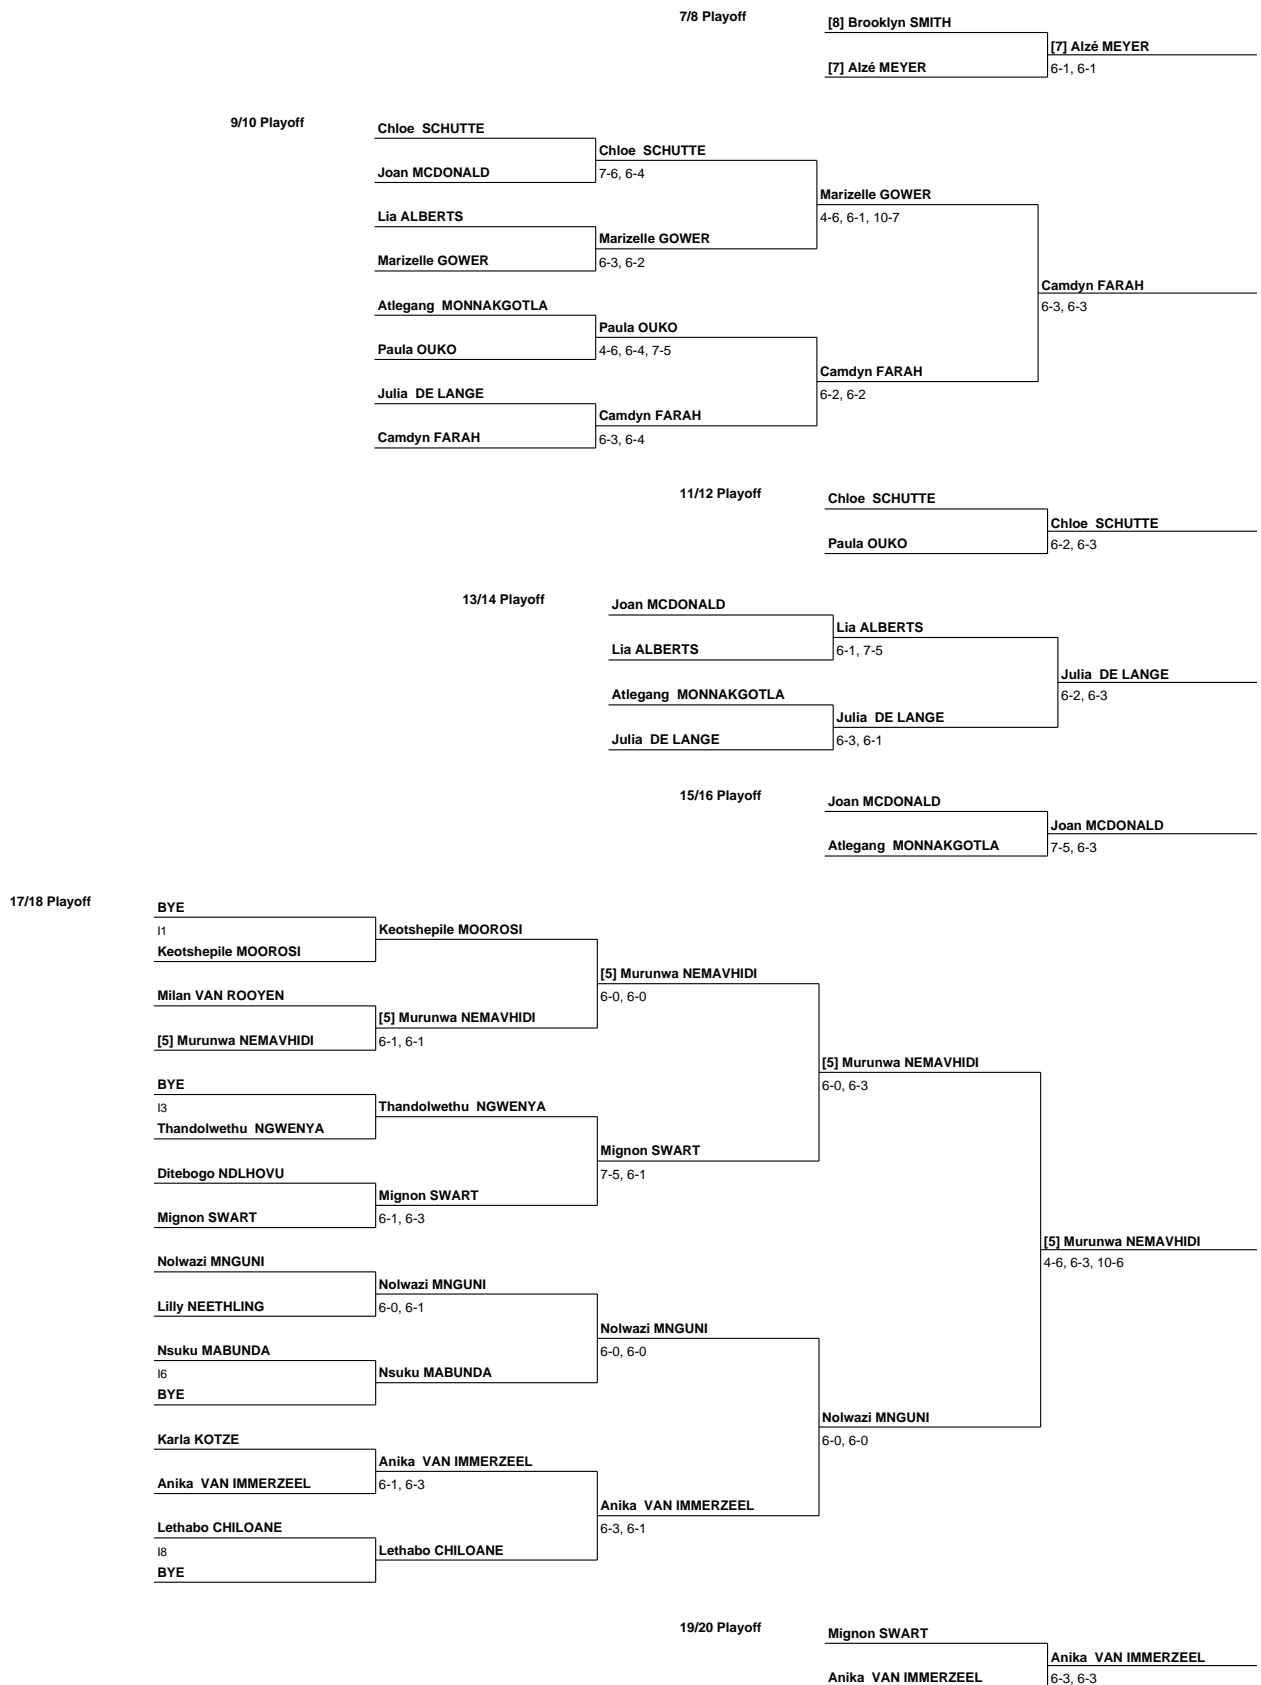 7/8 Playoff
[8] Brooklyn SMITH
[7] Alzé MEYER
[7] Alzé MEYER
6-1, 6-1
9/10 Playoff
Chloe SCHUTTE
Chloe SCHUTTE
Joan MCDONALD
7-6, 6-4
Marizelle GOWER
Lia ALBERTS
4-6, 6-1, 10-7
Marizelle GOWER
Marizelle GOWER
6-3, 6-2
Camdyn FARAH
Atlegang MONNAKGOTLA
6-3, 6-3
Paula OUKO
Paula OUKO
4-6, 6-4, 7-5
Camdyn FARAH
Julia DE LANGE
6-2, 6-2
Camdyn FARAH
Camdyn FARAH
6-3, 6-4
11/12 Playoff
Chloe SCHUTTE
Chloe SCHUTTE
Paula OUKO
6-2, 6-3
13/14 Playoff
Joan MCDONALD
Lia ALBERTS
Lia ALBERTS
6-1, 7-5
Julia DE LANGE
Atlegang MONNAKGOTLA
6-2, 6-3
Julia DE LANGE
Julia DE LANGE
6-3, 6-1
15/16 Playoff
Joan MCDONALD
Joan MCDONALD
Atlegang MONNAKGOTLA
7-5, 6-3
17/18 Playoff
BYE
I1
Keotshepile MOOROSI
Keotshepile MOOROSI
[5] Murunwa NEMAVHIDI
Milan VAN ROOYEN
6-0, 6-0
[5] Murunwa NEMAVHIDI
[5] Murunwa NEMAVHIDI
6-1, 6-1
[5] Murunwa NEMAVHIDI
BYE
6-0, 6-3
I3
Thandolwethu NGWENYA
Thandolwethu NGWENYA
Mignon SWART
Ditebogo NDLHOVU
7-5, 6-1
Mignon SWART
Mignon SWART
6-1, 6-3
[5] Murunwa NEMAVHIDI
Nolwazi MNGUNI
4-6, 6-3, 10-6
Nolwazi MNGUNI
Lilly NEETHLING
6-0, 6-1
Nolwazi MNGUNI
Nsuku MABUNDA
6-0, 6-0
I6
Nsuku MABUNDA
BYE
Nolwazi MNGUNI
Karla KOTZE
6-0, 6-0
Anika VAN IMMERZEEL
Anika VAN IMMERZEEL
6-1, 6-3
Anika VAN IMMERZEEL
Lethabo CHILOANE
6-3, 6-1
I8
Lethabo CHILOANE
BYE
19/20 Playoff
Mignon SWART
Anika VAN IMMERZEEL
Anika VAN IMMERZEEL
6-3, 6-3